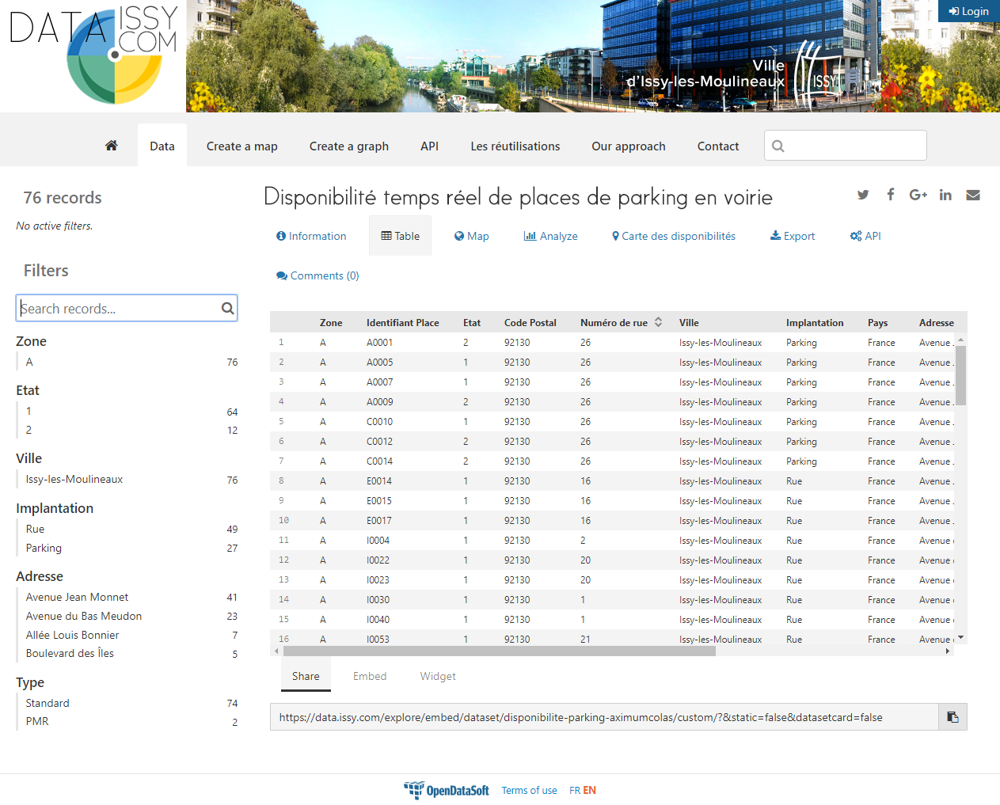 DATA ISSY
.COM
Login
Ville
d'Issy-les-Moulineaux
ISSY
Data Create a map Create a graph API Les réutilisations Our approach Contact
76 records
No active filters.
Filters
Search records...
Zone
A 76
Etat
1 64
2 12
Ville
Issy-les-Moulineaux 76
Implantation
Rue 49
Parking 27
Adresse
Avenue Jean Monnet 41
Avenue du Bas Meudon 23
Allée Louis Bonnier 7
Boulevard des Îles 5
Type
Standard 74
PMR 2
Disponibilité temps réel de places de parking en voirie
Information Table Map Analyze Carte des disponibilités Export API
Comments (0)
Zone Identifiant Place Etat Code Postal Numéro de rue Ville Implantation Pays Adresse
1 A A0001 2 92130 26 Issy-les-Moulineaux Parking France Avenue
2 A A0005 1 92130 26 Issy-les-Moulineaux Parking France Avenue
3 A A0007 1 92130 26 Issy-les-Moulineaux Parking France Avenue
4 A A0009 2 92130 26 Issy-les-Moulineaux Parking France Avenue
5 A C0010 1 92130 26 Issy-les-Moulineaux Parking France Avenue
6 A C0012 2 92130 26 Issy-les-Moulineaux Parking France Avenue
7 A C0014 2 92130 26 Issy-les-Moulineaux Parking France Avenue
8 A E0014 1 92130 16 Issy-les-Moulineaux Rue France Avenue
9 A E0015 1 92130 16 Issy-les-Moulineaux Rue France Avenue
10 A E0017 1 92130 16 Issy-les-Moulineaux Rue France Avenue
11 A I0004 1 92130 2 Issy-les-Moulineaux Rue France Avenue
12 A I0022 1 92130 20 Issy-les-Moulineaux Rue France Avenue
13 A I0023 1 92130 20 Issy-les-Moulineaux Rue France Avenue
14 A I0030 1 92130 1 Issy-les-Moulineaux Rue France Avenue
15 A I0040 1 92130 1 Issy-les-Moulineaux Rue France Avenue
16 A I0053 1 92130 21 Issy-les-Moulineaux Rue France Avenue
Share Embed Widget
https://data.issy.com/explore/embed/dataset/disponibilite-parking-aximumcolas/custom/?&static=false&datasetcard=false
OpenDataSoft Terms of use FR EN